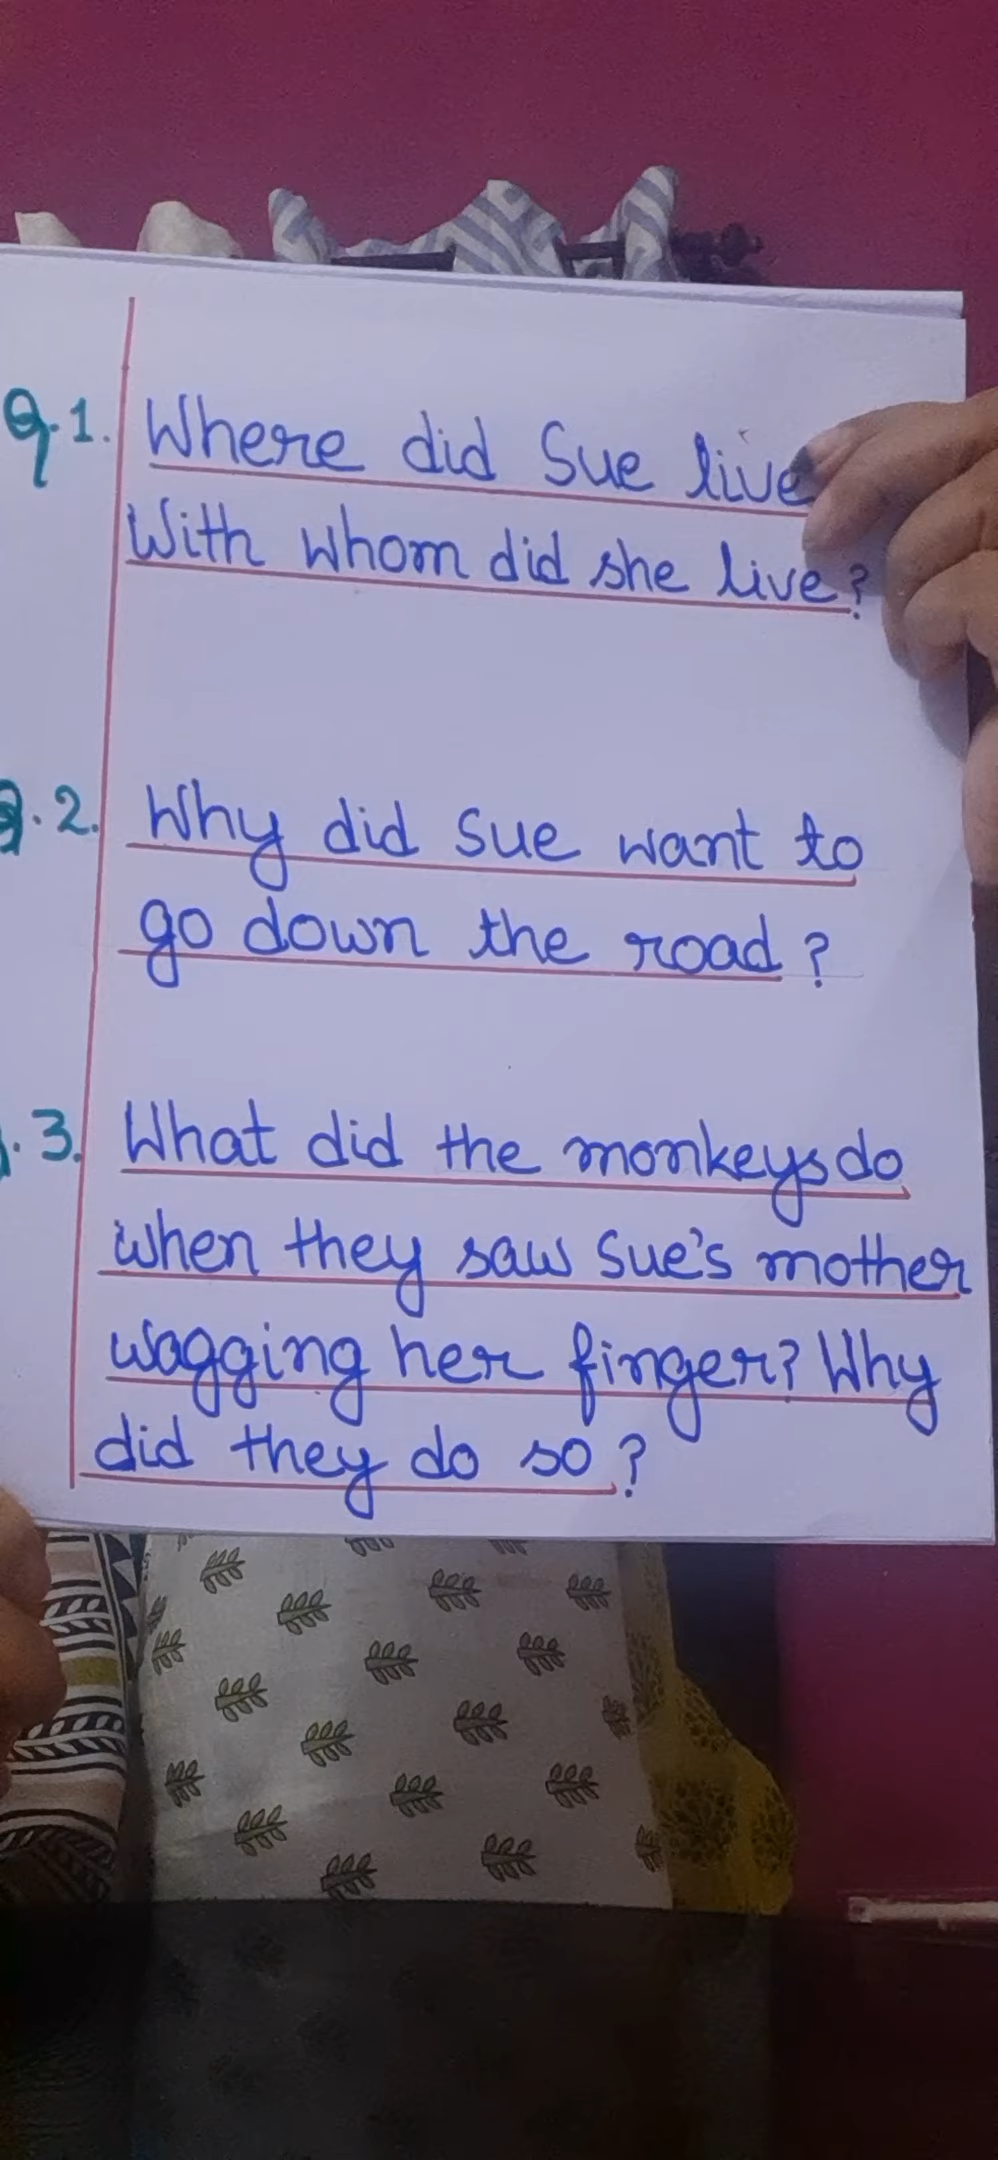 Q.1. Where did Sue live
With whom did she live?
Q.2. Why did Sue want to
go down the road?
.3. What did the monkeys do
when they saw Sue's mother
wagging her finger? Why
did they do so?